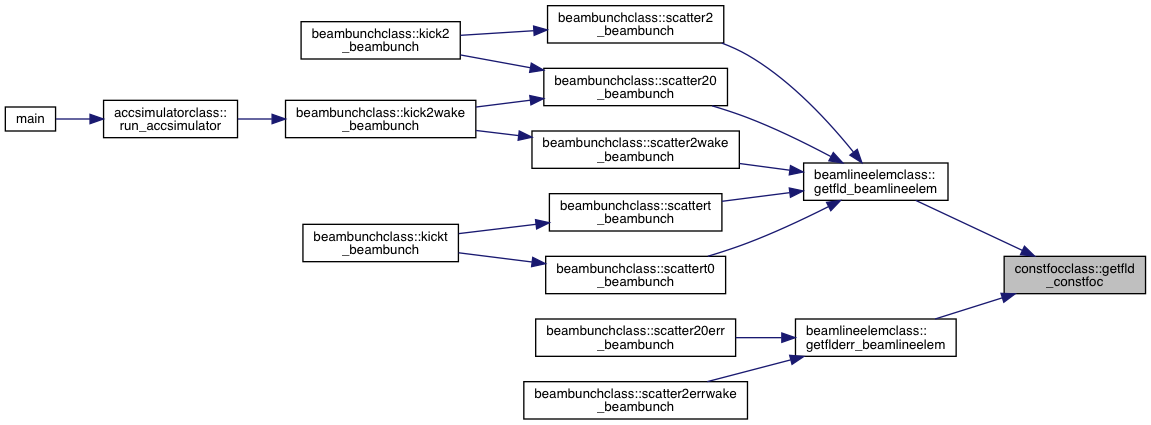 beambunchclass::scatter2
_beambunch
beambunchclass::kick2
_beambunch
beambunchclass::scatter20
_beambunch
main
accsimulatorclass::
run_accsimulator
beambunchclass::kick2wake
_beambunch
beambunchclass::scatter2wake
_beambunch
beamlineelemclass::
getfld_beamlineelem
beambunchclass::scattert
_beambunch
beambunchclass::kickt
_beambunch
beambunchclass::scattert0
_beambunch
constfocclass::getfld
_constfoc
beambunchclass::scatter20err
_beambunch
beamlineelemclass::
getflderr_beamlineelem
beambunchclass::scatter2errwake
_beambunch